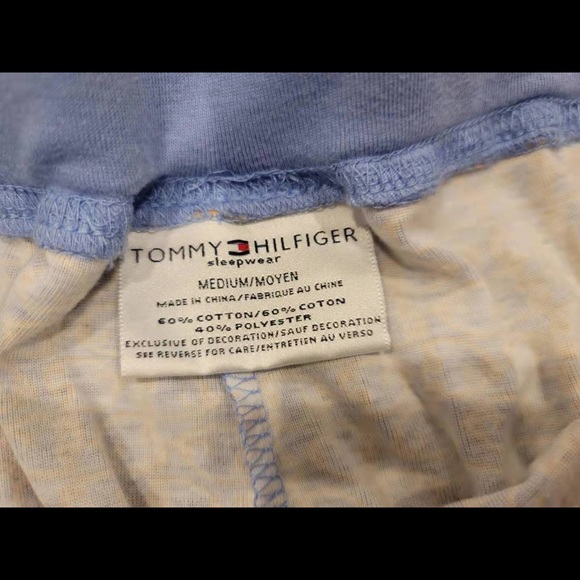 TOMMY HILFIGER
sleepwear
MEDIUM/MOYEN
MADE IN CHINA/FABRIQUE AU CHINE
60% COTTON/60% COTON
40% POLYESTER
EXCLUSIVE OF DECORATION/SAUF DECORATION
SEE REVERSE FOR CARE/ENTRETIEN AU VERSO